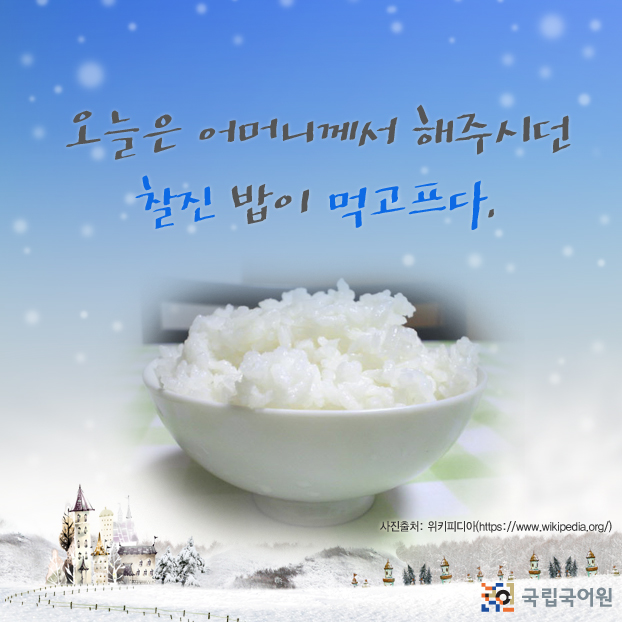 오늘은 어머니께서 해주시던
찰진 밥이 먹고프다.
사진출처: 위키피디아(https://www.wikipedia.org/)
국립국어원